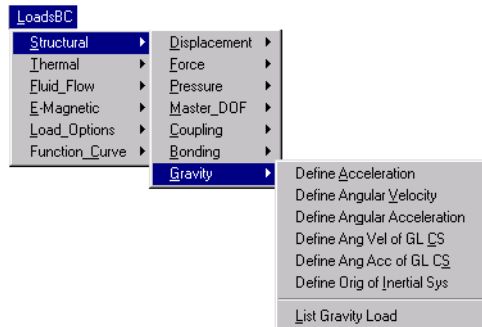 LoadsBC
Structural
Thermal
Fluid_Flow
E-Magnetic
Load_Options
Function_Curve
Displacement
Force
Pressure
Master_DOF
Coupling
Bonding
Gravity
Define Acceleration
Define Angular Velocity
Define Angular Acceleration
Define Ang Vel of GL CS
Define Ang Acc of GL CS
Define Orig of Inertial Sys
List Gravity Load